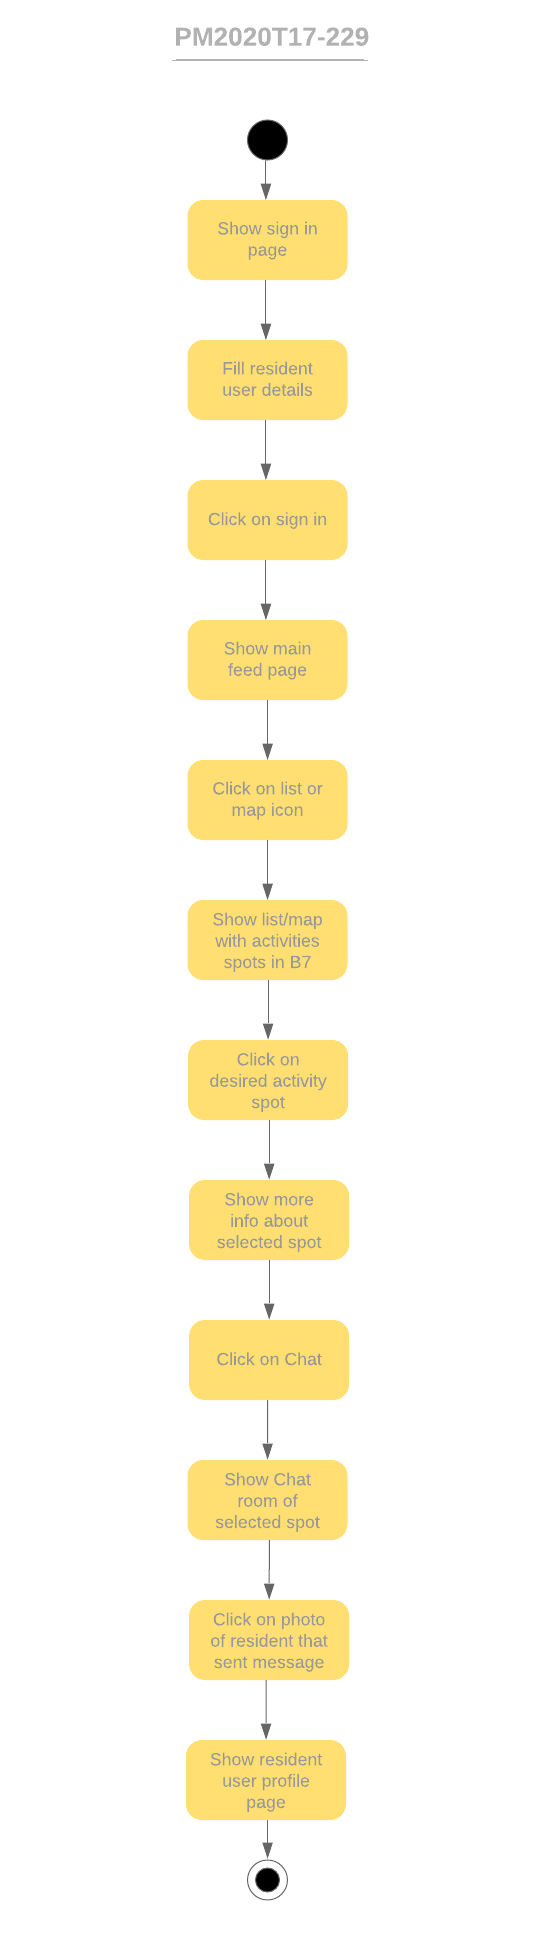 PM2020T17-229
Show sign in
page
Fill resident
user details
Click on sign in
Show main
feed page
Click on list or
map icon
Show list/map
with activities
spots in B7
Click on
desired activity
spot
Show more
info about
selected spot
Click on Chat
Show Chat
room of
selected spot
Click on photo
of resident that
sent message
Show resident
user profile
page